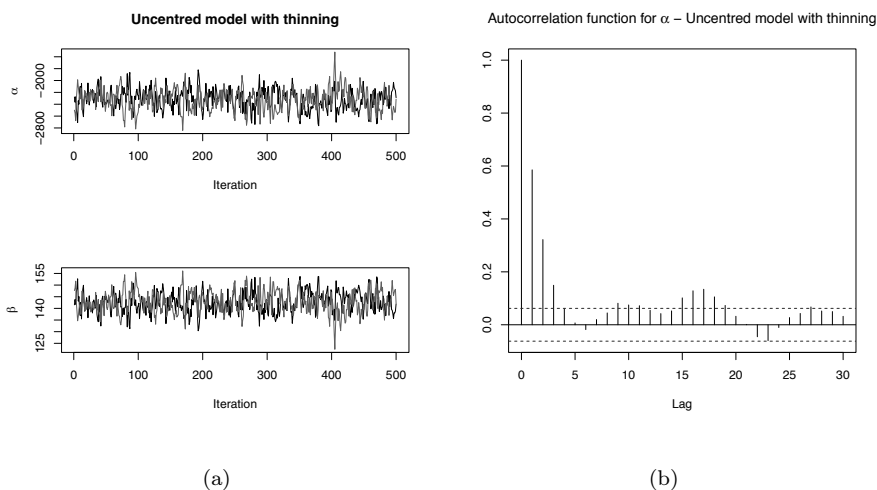 Uncentred model with thinning
α
−2000
−2800
0 100 200 300 400 500
Iteration
β
155
140
125
0 100 200 300 400 500
Iteration
(a)
Autocorrelation function for α − Uncentred model with thinning
1.0
0.8
0.6
0.4
0.2
0.0
0 5 10 15 20 25 30
Lag
(b)